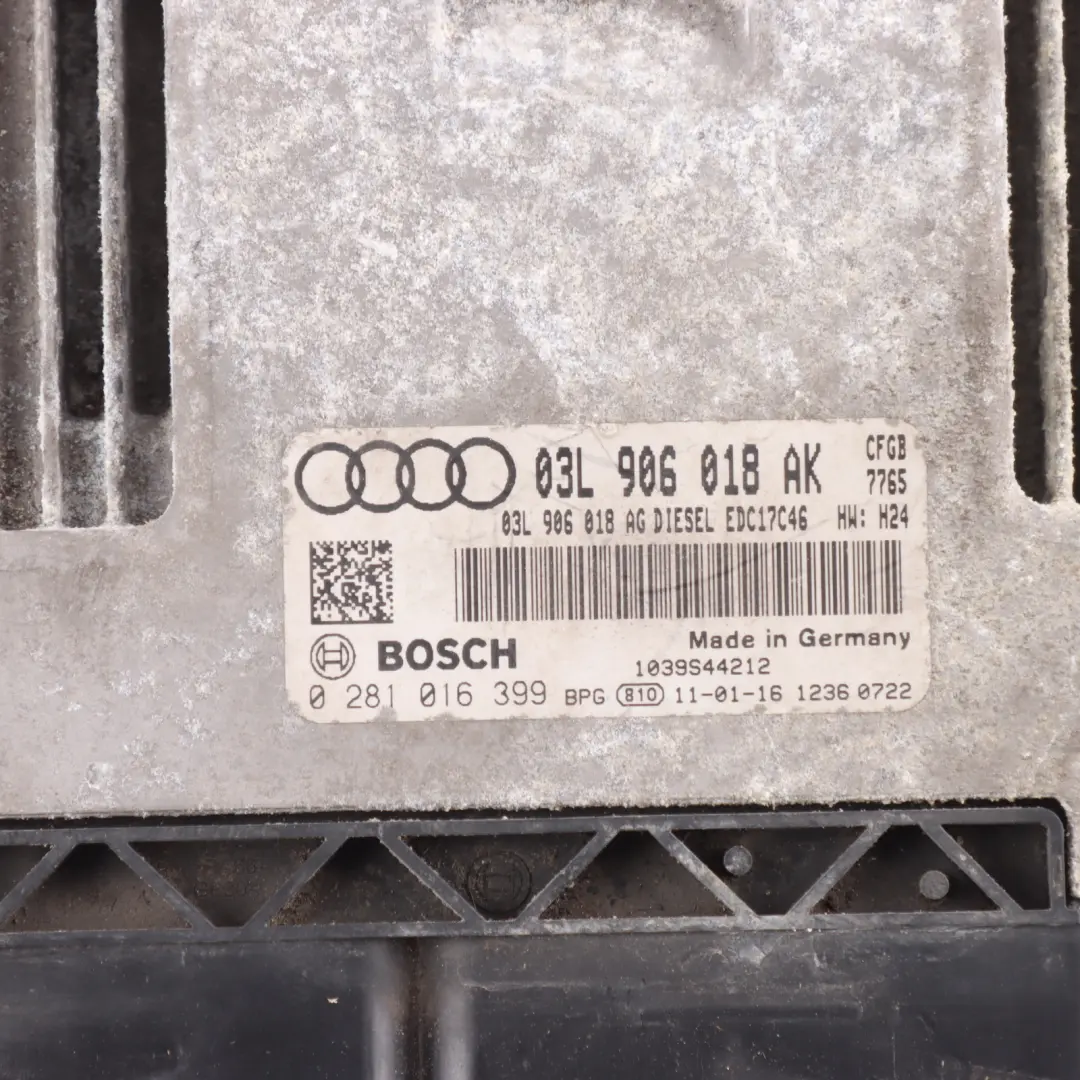 03L 906 018 AK CFGB
7765
03L 906 018 AG DIESEL EDC17C46 HW: H24
BOSCH
Made in Germany
1039S44212
0 281 016 399 BPG 810 11-01-16 1236 0722